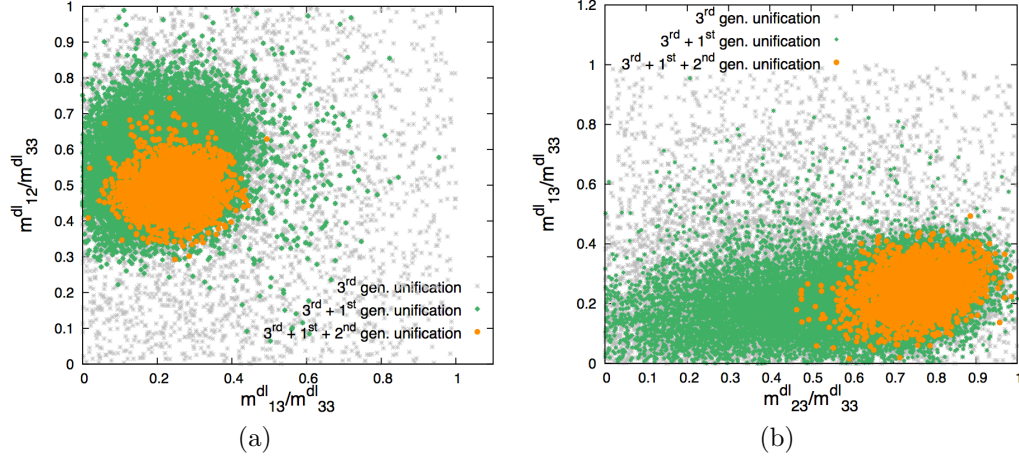 1
0.9
0.8
0.7
0.6
0.5
0.4
0.3
0.2
0.1
0
m^dl_12/m^dl_33
3^rd gen. unification
3^rd + 1^st gen. unification
3^rd + 1^st + 2^nd gen. unification
0 0.2 0.4 0.6 0.8 1
m^dl_13/m^dl_33
(a)
1.2
1
0.8
0.6
0.4
0.2
0
m^dl_13/m^dl_33
3^rd gen. unification
3^rd + 1^st gen. unification
3^rd + 1^st + 2^nd gen. unification
0 0.1 0.2 0.3 0.4 0.5 0.6 0.7 0.8 0.9 1
m^dl_23/m^dl_33
(b)